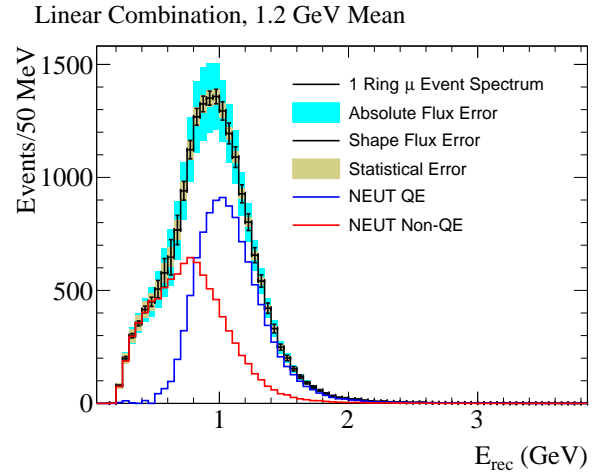 Linear Combination, 1.2 GeV Mean
Events/50 MeV
1500
1000
500
0
1 Ring μ Event Spectrum
Absolute Flux Error
Shape Flux Error
Statistical Error
NEUT QE
NEUT Non-QE
0 1 2 3
E_rec (GeV)